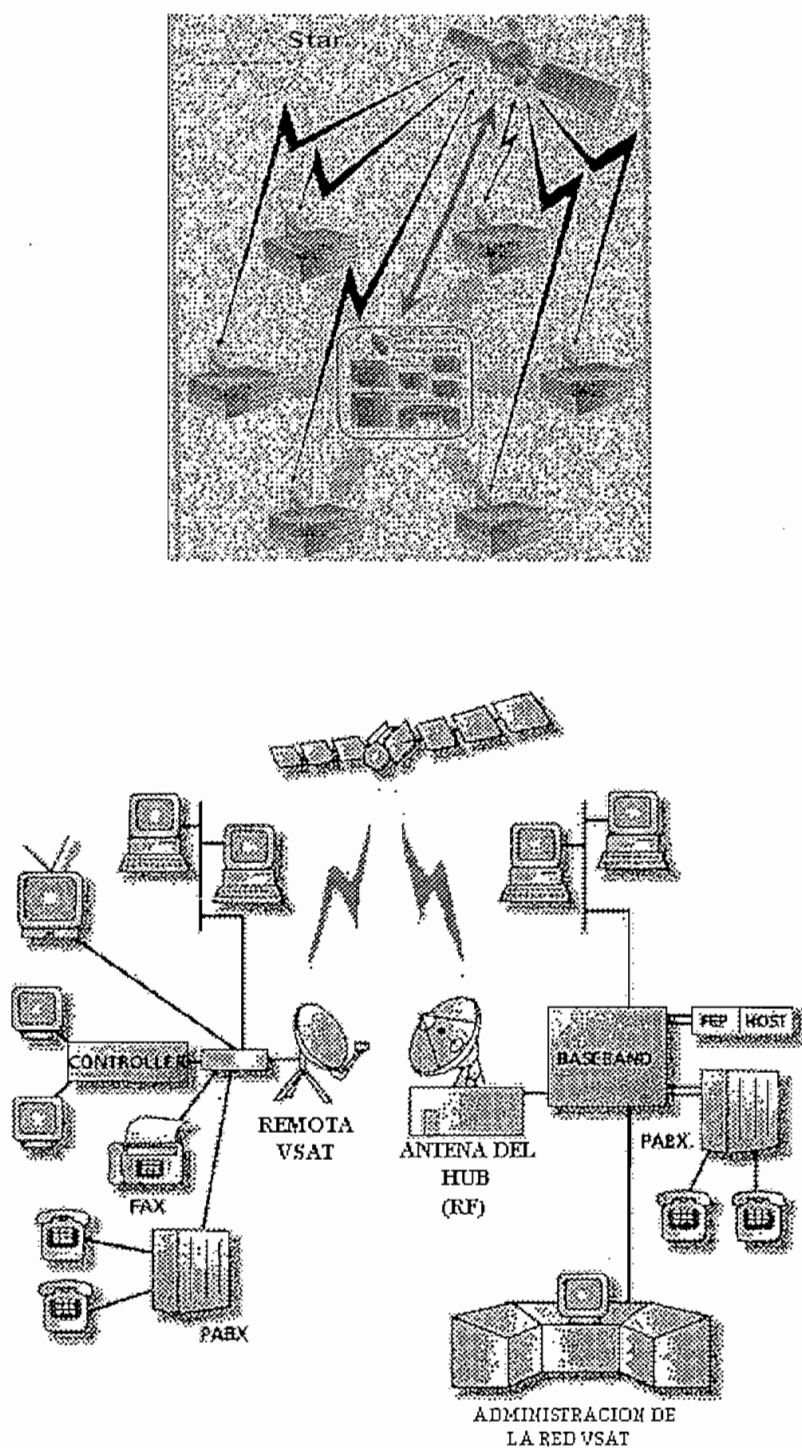 Star
CONTROLLER
FAX
PABX
REMOTA
VSAT
ANTENA DEL
HUB
(RF)
BASEBAND
FEP HOST
PABX
ADMINISTRACION DE
LA RED VSAT